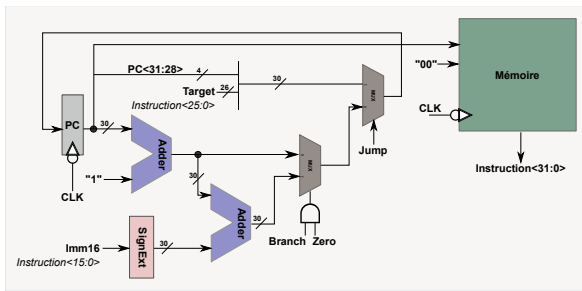 PC<31:28>
4
30
"00"
Mémoire
Target
26
Instruction<25:0>
MUX
CLK
PC
30
Adder
Jump
Instruction<31:0>
CLK
"1"
30
MUX
Adder
30
Imm16
SignExt
30
Instruction<15:0>
Branch Zero